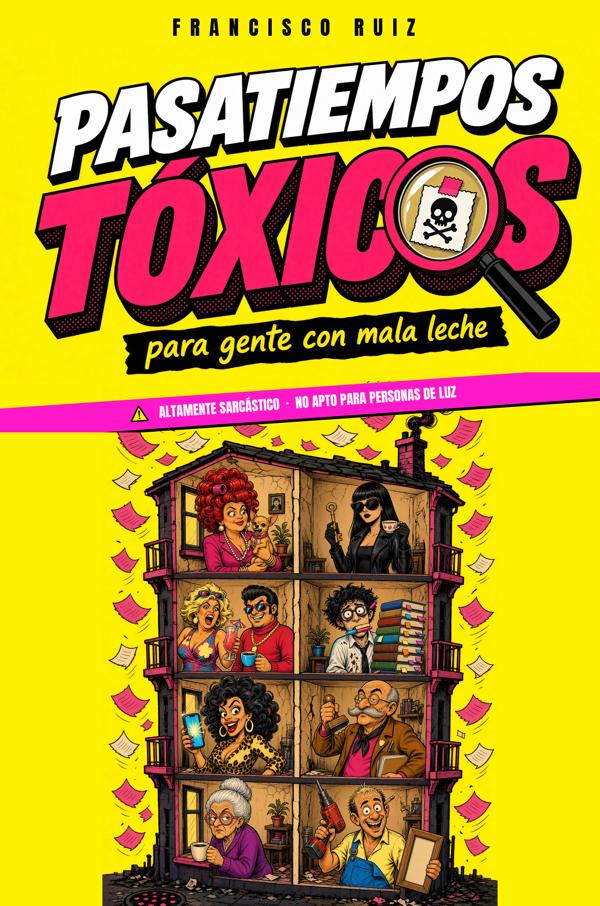 FRANCISCO RUIZ
PASATIEMPOS
TÓXICOS
para gente con mala leche
ALTAMENTE SARCÁSTICO · NO APTO PARA PERSONAS DE LUZ